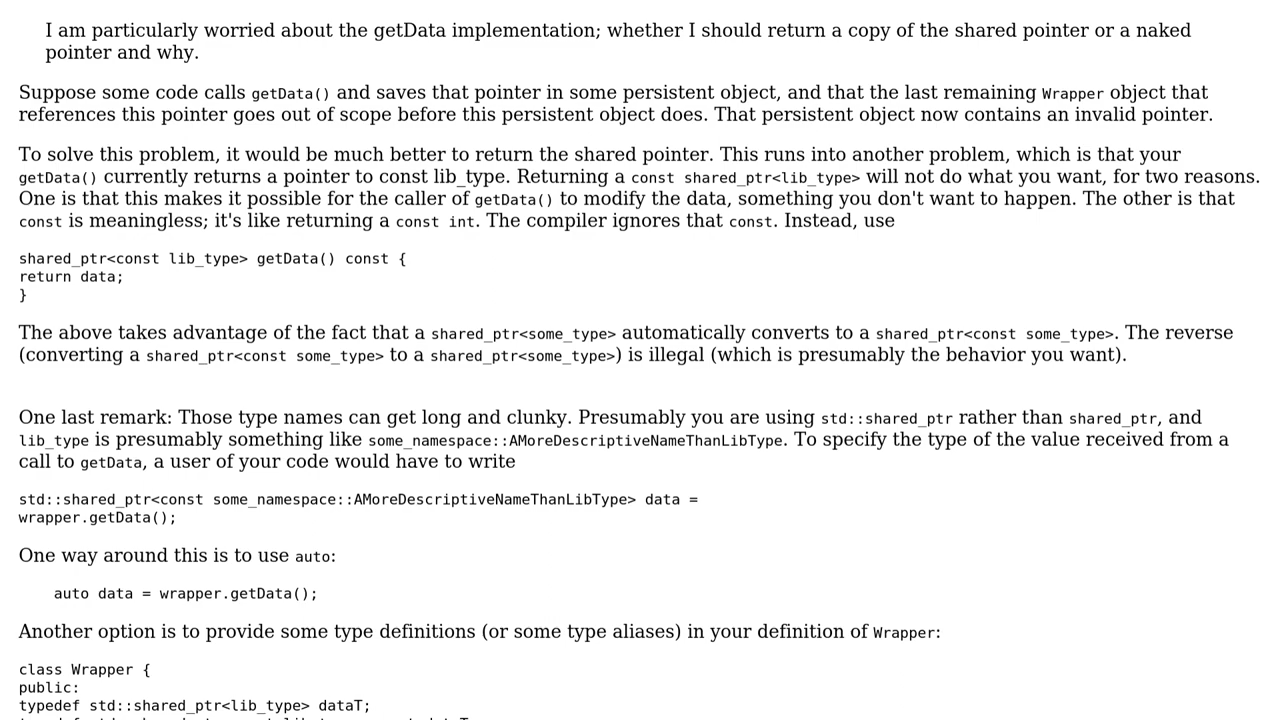 I am particularly worried about the getData implementation; whether I should return a copy of the shared pointer or a naked
pointer and why.
Suppose some code calls getData() and saves that pointer in some persistent object, and that the last remaining Wrapper object that
references this pointer goes out of scope before this persistent object does. That persistent object now contains an invalid pointer.
To solve this problem, it would be much better to return the shared pointer. This runs into another problem, which is that your
getData() currently returns a pointer to const lib_type. Returning a const shared_ptr<lib_type> will not do what you want, for two reasons.
One is that this makes it possible for the caller of getData() to modify the data, something you don't want to happen. The other is that
const is meaningless; it's like returning a const int. The compiler ignores that const. Instead, use
shared_ptr<const lib_type> getData() const {
return data;
}
The above takes advantage of the fact that a shared_ptr<some_type> automatically converts to a shared_ptr<const some_type>. The reverse
(converting a shared_ptr<const some_type> to a shared_ptr<some_type>) is illegal (which is presumably the behavior you want).
One last remark: Those type names can get long and clunky. Presumably you are using std::shared_ptr rather than shared_ptr, and
lib_type is presumably something like some_namespace::AMoreDescriptiveNameThanLibType. To specify the type of the value received from a
call to getData, a user of your code would have to write
std::shared_ptr<const some_namespace::AMoreDescriptiveNameThanLibType> data =
wrapper.getData();
One way around this is to use auto:
auto data = wrapper.getData();
Another option is to provide some type definitions (or some type aliases) in your definition of Wrapper:
class Wrapper {
public:
typedef std::shared_ptr<lib_type> dataT;